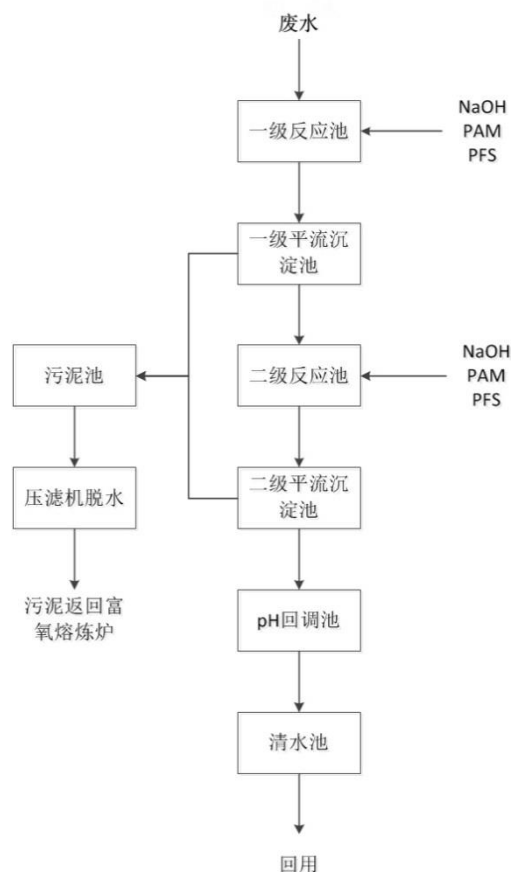 废水
一级反应池
NaOH
PAM
PFS
一级平流沉
淀池
污泥池
二级反应池
NaOH
PAM
PFS
压滤机脱水
二级平流沉
淀池
污泥返回富
氧熔炼炉
pH回调池
清水池
回用